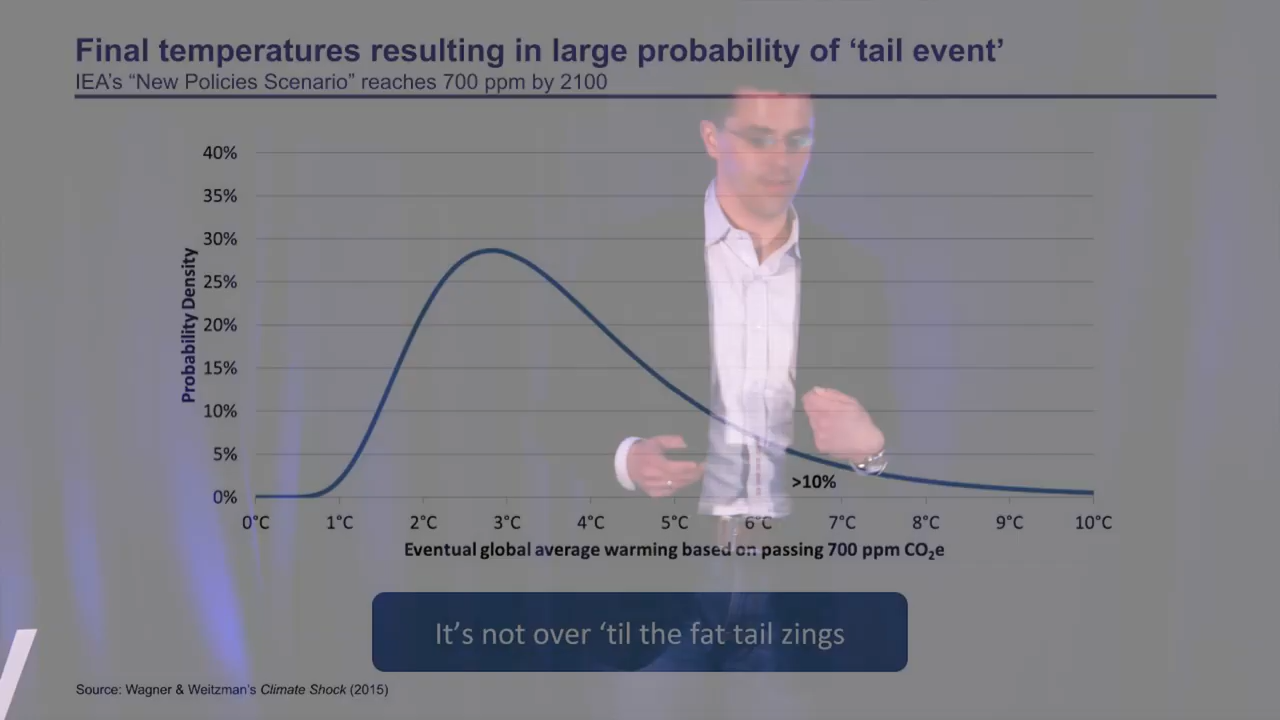 Final temperatures resulting in large probability of ‘tail event’
IEA’s “New Policies Scenario” reaches 700 ppm by 2100
Probability Density
40%
35%
30%
25%
20%
15%
10%
5%
0%
>10%
0°C 1°C 2°C 3°C 4°C 5°C 6°C 7°C 8°C 9°C 10°C
Eventual global average warming based on passing 700 ppm CO₂e
It’s not over ‘til the fat tail zings
Source: Wagner & Weitzman’s Climate Shock (2015)